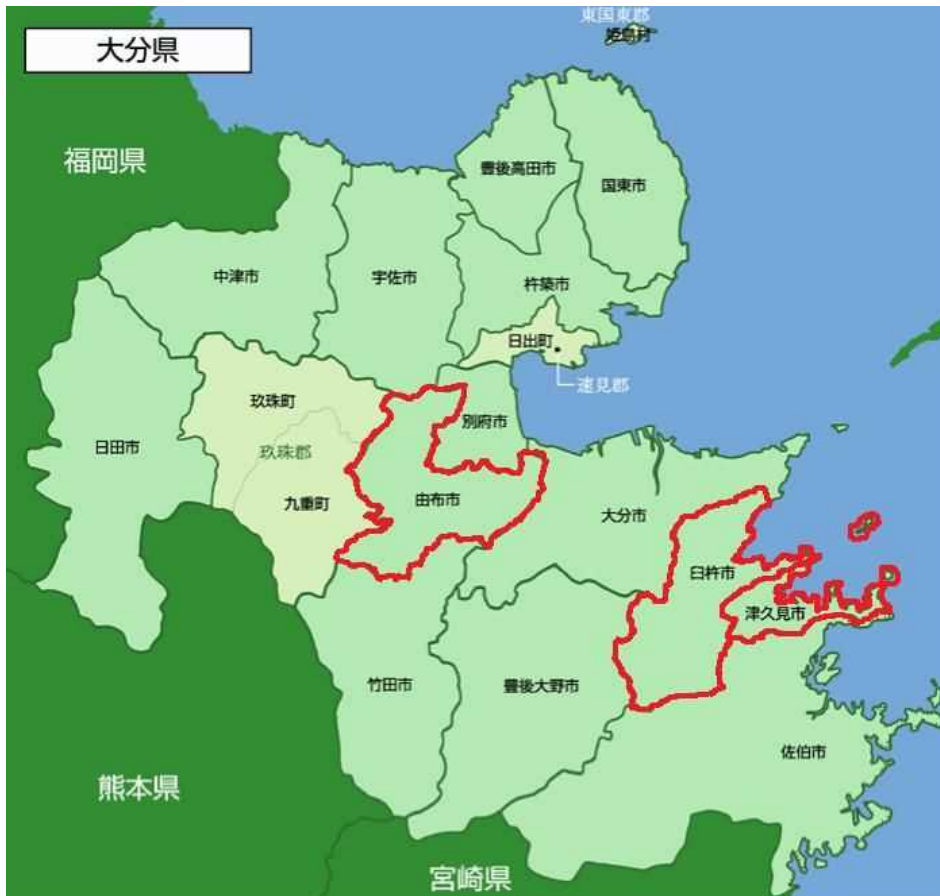 東国東郡
姫島村
大分県
福岡県
豊後高田市
国東市
中津市
宇佐市
杵築市
日出町
速見郡
玖珠町
別府市
日田市
玖珠郡
九重町
由布市
大分市
臼杵市
津久見市
竹田市
豊後大野市
佐伯市
熊本県
宮崎県